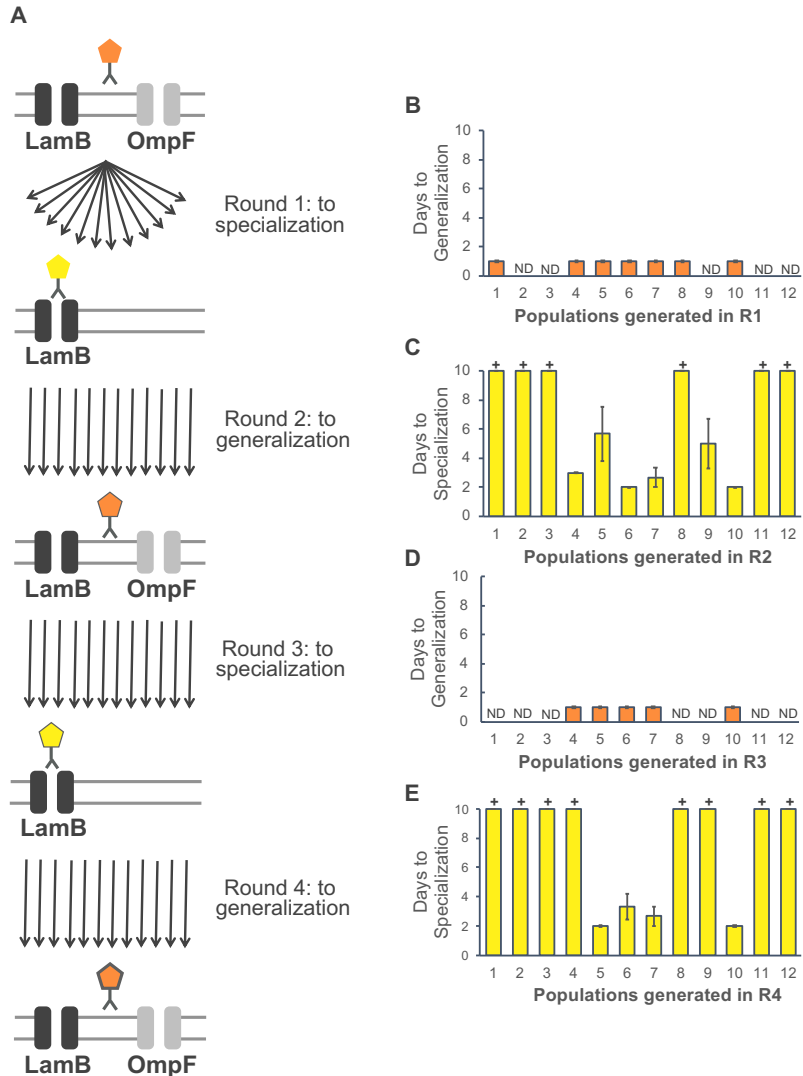 A
LamB OmpF
Round 1: to
specialization
LamB
Round 2: to
generalization
LamB OmpF
Round 3: to
specialization
LamB
Round 4: to
generalization
LamB OmpF
B
Days to
Generalization
10
8
6
4
2
0
ND ND ND ND ND
1 2 3 4 5 6 7 8 9 10 11 12
Populations generated in R1
C
Days to
Specialization
+ + + + + +
10
8
6
4
2
0
1 2 3 4 5 6 7 8 9 10 11 12
Populations generated in R2
D
Days to
Generalization
10
8
6
4
2
0
ND ND ND ND ND ND ND
1 2 3 4 5 6 7 8 9 10 11 12
Populations generated in R3
E
Days to
Specialization
+ + + + + + + +
10
8
6
4
2
0
1 2 3 4 5 6 7 8 9 10 11 12
Populations generated in R4